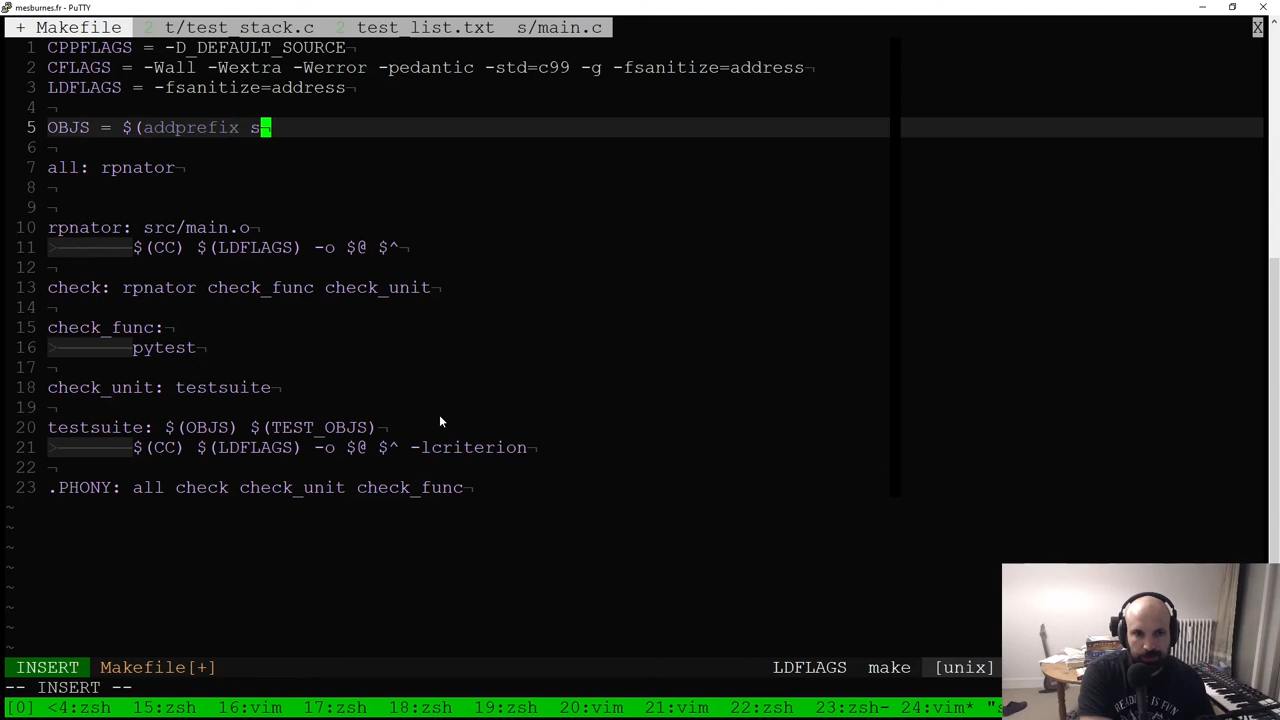 mesburnes.fr - PuTTY
+ Makefile  2 t/test_stack.c  2 test_list.txt  s/main.c  X
1 CPPFLAGS = -D_DEFAULT_SOURCE¬
2 CFLAGS = -Wall -Wextra -Werror -pedantic -std=c99 -g -fsanitize=address¬
3 LDFLAGS = -fsanitize=address¬
4 ¬
5 OBJS = $(addprefix s¬
6 ¬
7 all: rpnator¬
8 ¬
9 ¬
10 rpnator: src/main.o¬
11 >———————$(CC) $(LDFLAGS) -o $@ $^¬
12 ¬
13 check: rpnator check_func check_unit¬
14 ¬
15 check_func:¬
16 >———————pytest¬
17 ¬
18 check_unit: testsuite¬
19 ¬
20 testsuite: $(OBJS) $(TEST_OBJS)¬
21 >———————$(CC) $(LDFLAGS) -o $@ $^ -lcriterion¬
22 ¬
23 .PHONY: all check check_unit check_func¬
~
~
~
~
~
~
~
~
INSERT  Makefile[+]  LDFLAGS  make  [unix]
-- INSERT --
[0] <4:zsh  15:zsh  16:vim  17:zsh  18:zsh  19:zsh  20:vim  21:vim  22:zsh  23:zsh- 24:vim* "s
READING IS FUN